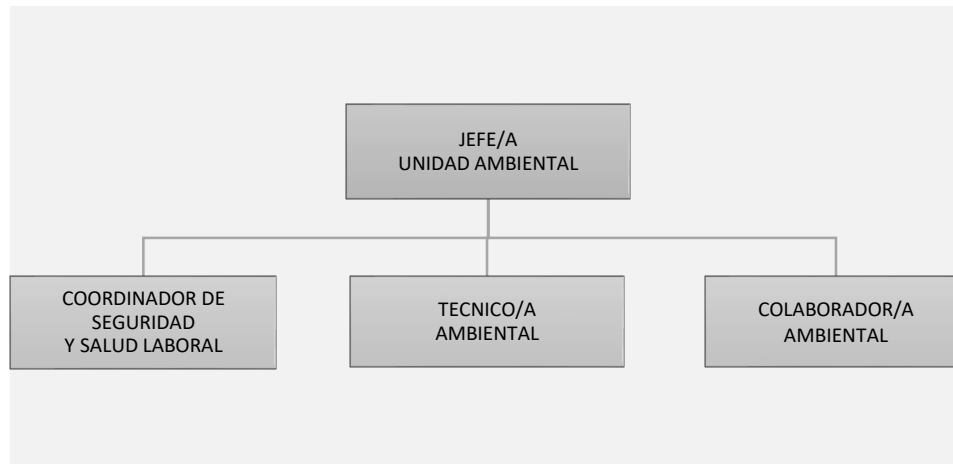 JEFE/A
UNIDAD AMBIENTAL
COORDINADOR DE
SEGURIDAD
Y SALUD LABORAL
TECNICO/A
AMBIENTAL
COLABORADOR/A
AMBIENTAL